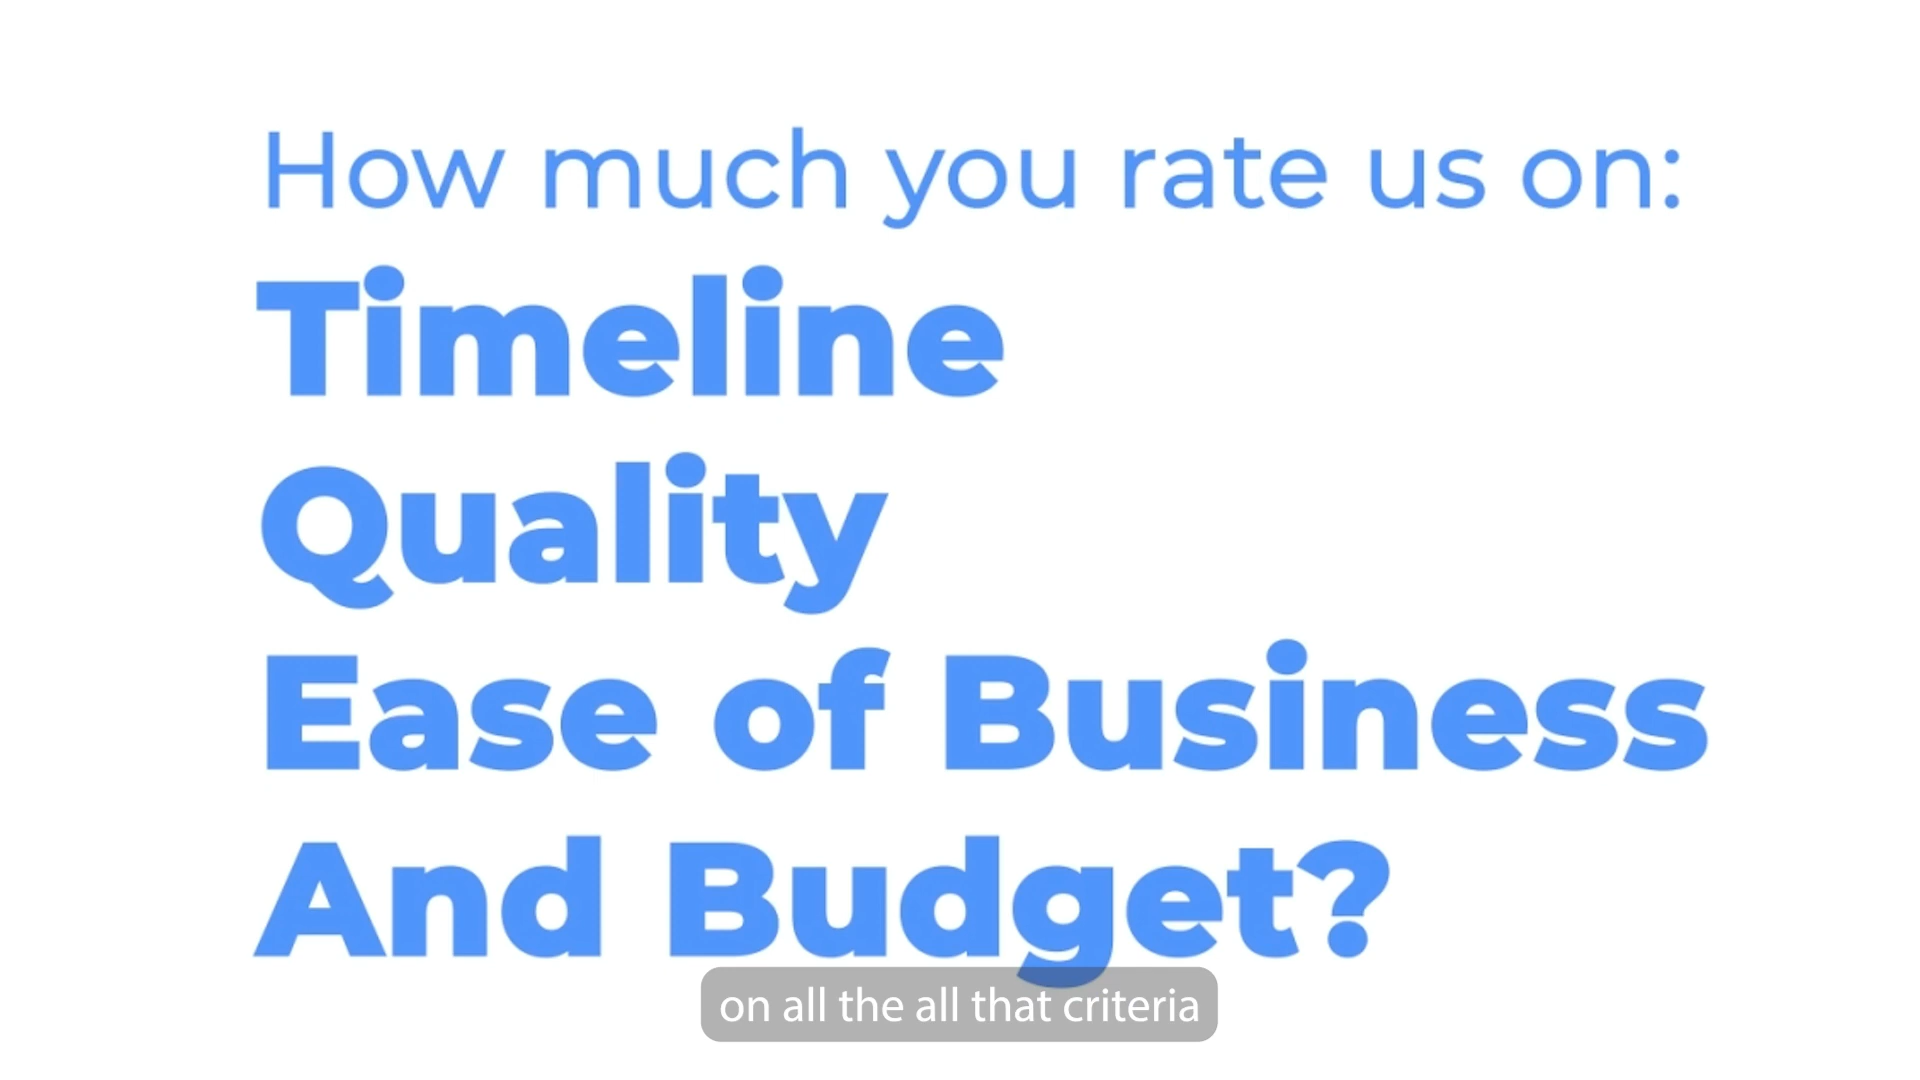 How much you rate us on:
Timeline
Quality
Ease of Business
And Budget?
on all the all that criteria